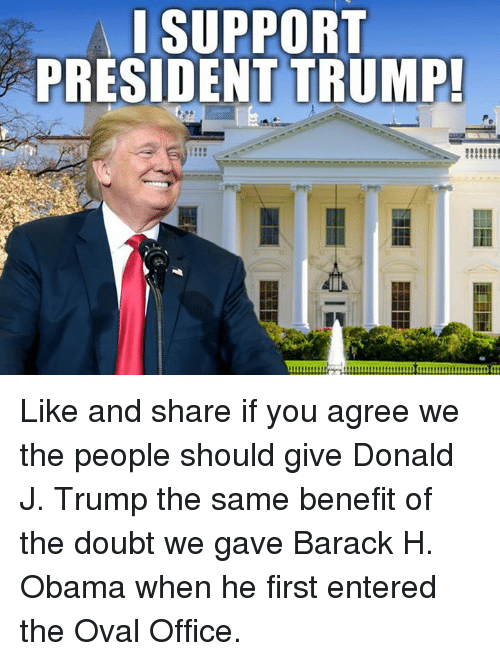 I SUPPORT
PRESIDENT TRUMP!
Like and share if you agree we
the people should give Donald
J. Trump the same benefit of
the doubt we gave Barack H.
Obama when he first entered
the Oval Office.